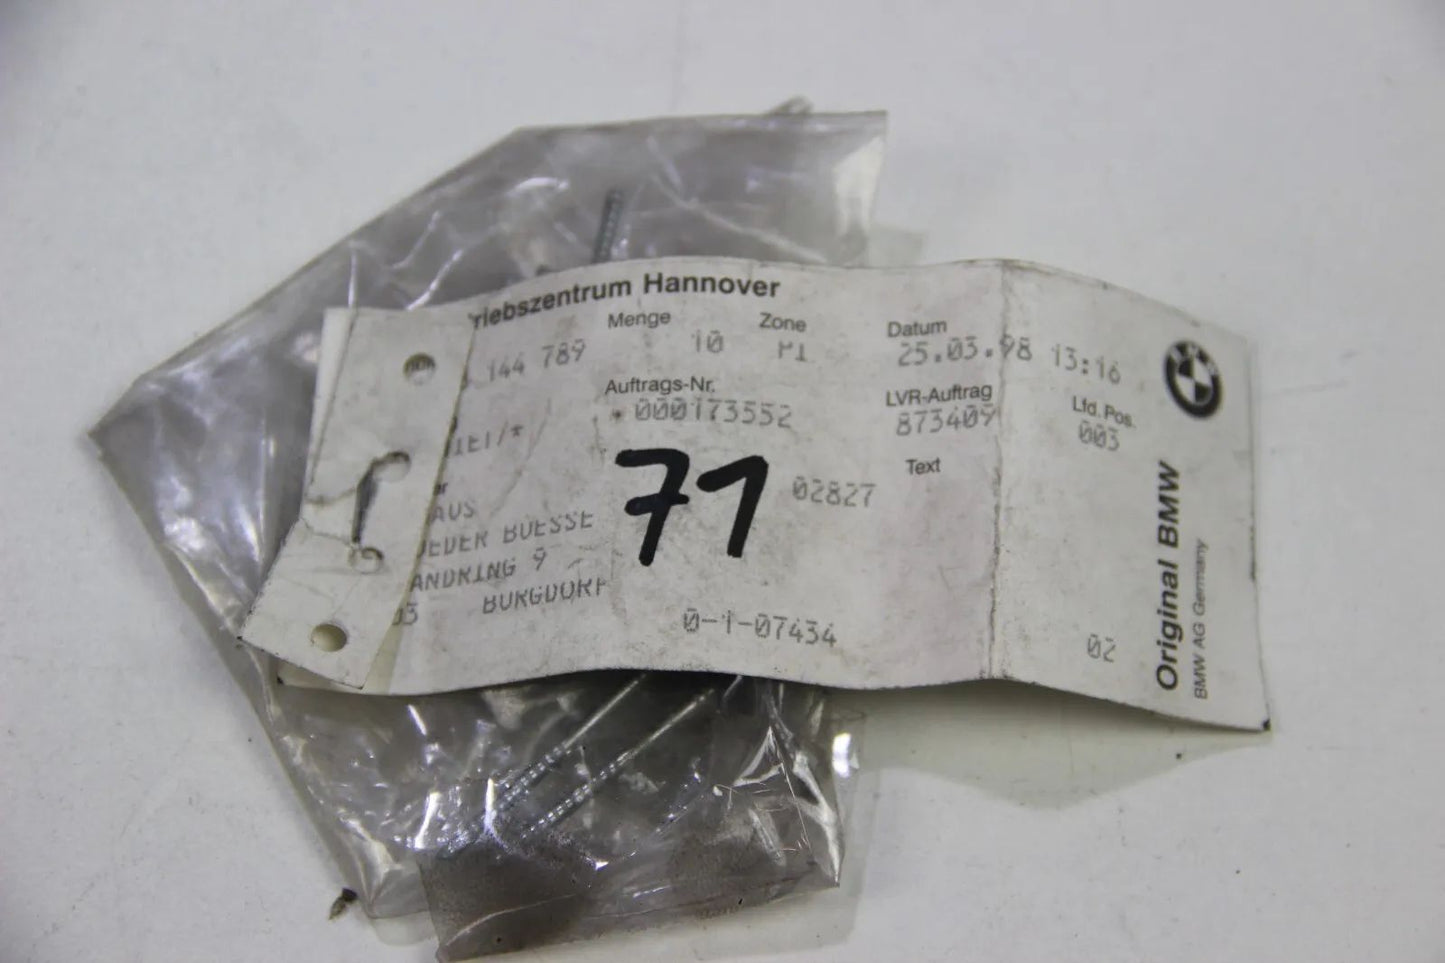 riebszentrum Hannover
Menge Zone Datum
144 789 10 25.03.98 13:16
Auftrags-Nr. LVR-Auftrag Lfd. Pos.
000173552 873409 003
Text
71 02827
AUS
BUESSE
ANDRING 9
03 BURGDORF
0-1-07434 02
Original BMW
BMW AG Germany